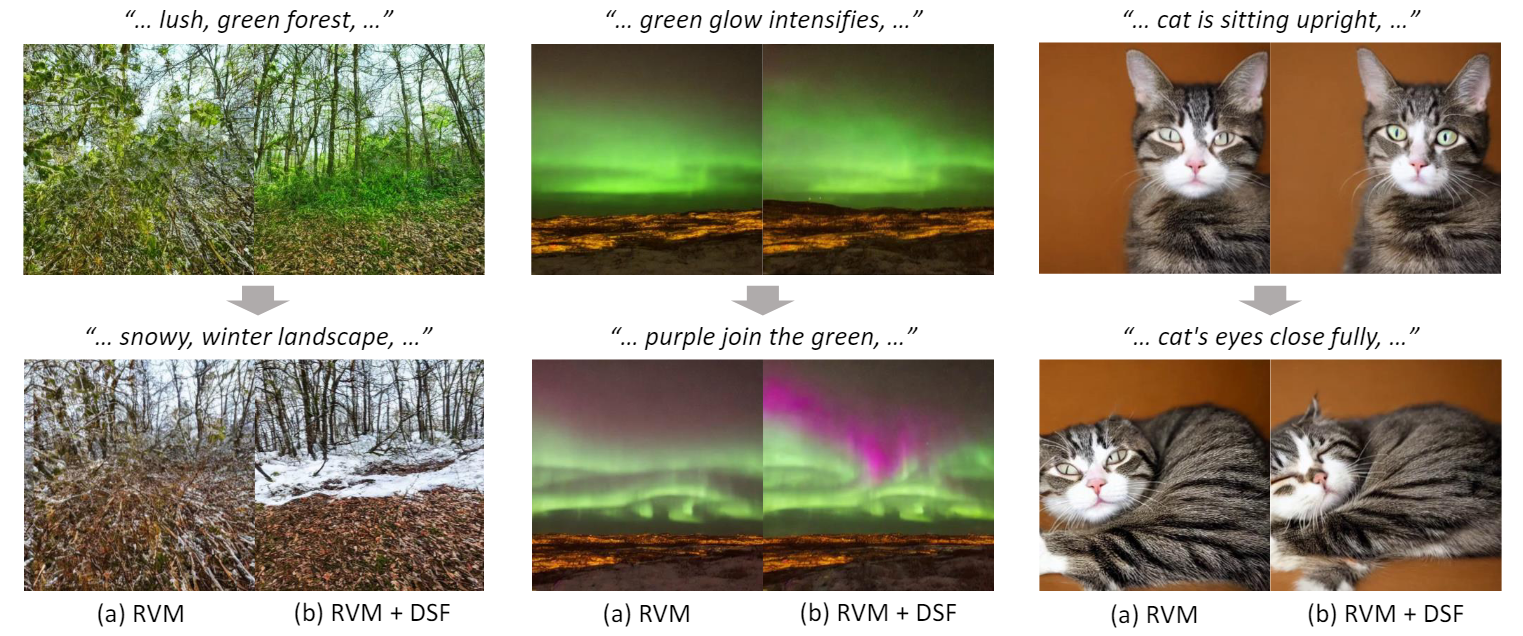 “... lush, green forest, ...”
“... green glow intensifies, ...”
“... cat is sitting upright, ...”
“... snowy, winter landscape, ...”
“... purple join the green, ...”
“... cat's eyes close fully, ...”
(a) RVM
(b) RVM + DSF
(a) RVM
(b) RVM + DSF
(a) RVM
(b) RVM + DSF